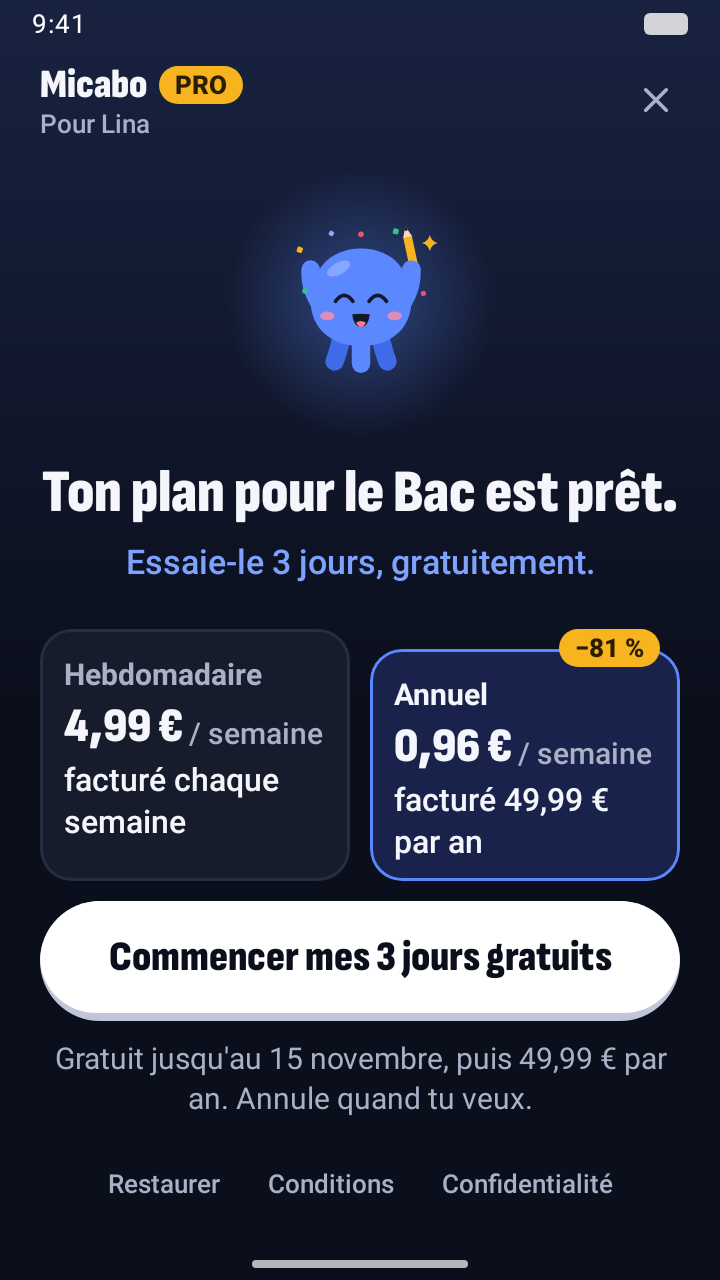 9:41
Micabo PRO
Pour Lina
Ton plan pour le Bac est prêt.
Essaie-le 3 jours, gratuitement.
Hebdomadaire
4,99 € / semaine
facturé chaque
semaine
−81 %
Annuel
0,96 € / semaine
facturé 49,99 €
par an
Commencer mes 3 jours gratuits
Gratuit jusqu'au 15 novembre, puis 49,99 € par
an. Annule quand tu veux.
Restaurer Conditions Confidentialité